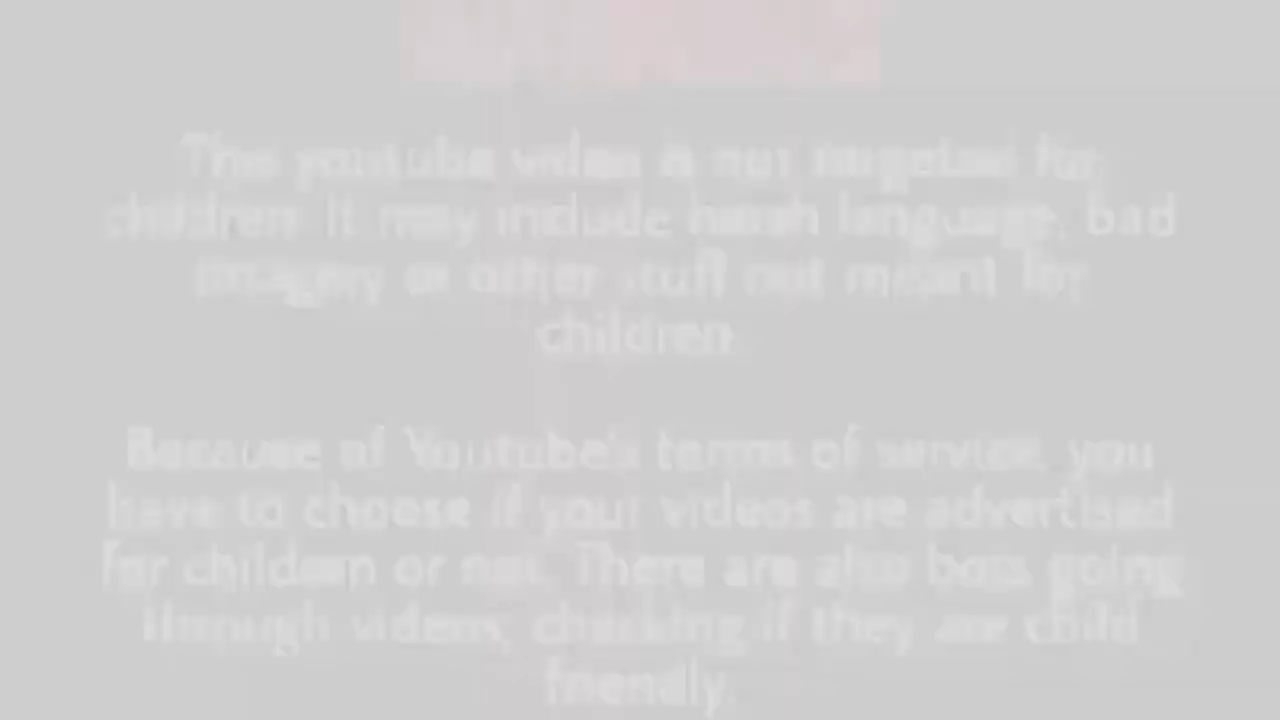 This youtube video is not targeted for
children. It may include harsh language, bad
imagery or other stuff not meant for
children.
Because of Youtube's terms of service, you
have to choose if your videos are advertised
for children or not. There are also bots going
through videos, checking if they are child
friendly.